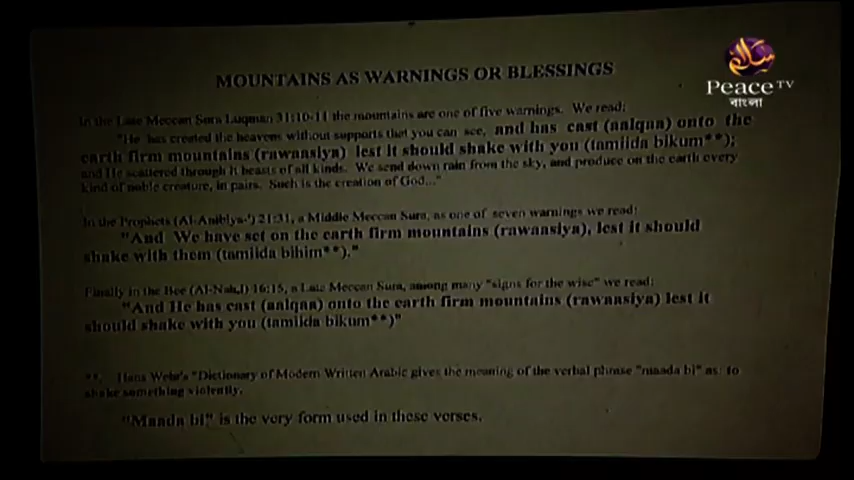 MOUNTAINS AS WARNINGS OR BLESSINGS
سلام
Peace TV
বাংলা
In the Late Meccan Sura Luqman 31:10-11 the mountains are one of five warnings. We read:
"He has created the heavens without supports that you can see, and has cast (aalqaa) onto the
earth firm mountains (rawaasiya) lest it should shake with you (tamiida bikum**);
and He scattered through it beasts of all kinds. We send down rain from the sky, and produce on the earth every
kind of noble creature, in pairs. Such is the creation of God..."
In the Prophets (Al-Anbiya-') 21:31, a Middle Meccan Sura, as one of seven warnings we read:
"And We have set on the earth firm mountains (rawaasiya), lest it should
shake with them (tamiida bihim**)."
Finally in the Bee (Al-Nahl) 16:15, a Late Meccan Sura, among many "signs for the wise" we read:
"And He has cast (aalqaa) onto the earth firm mountains (rawaasiya) lest it
should shake with you (tamiida bikum**)"
**. Hans Wehr's "Dictionary of Modern Written Arabic gives the meaning of the verbal phrase "maada bi" as: to
shake something violently.
"Maada bi" is the very form used in these verses.